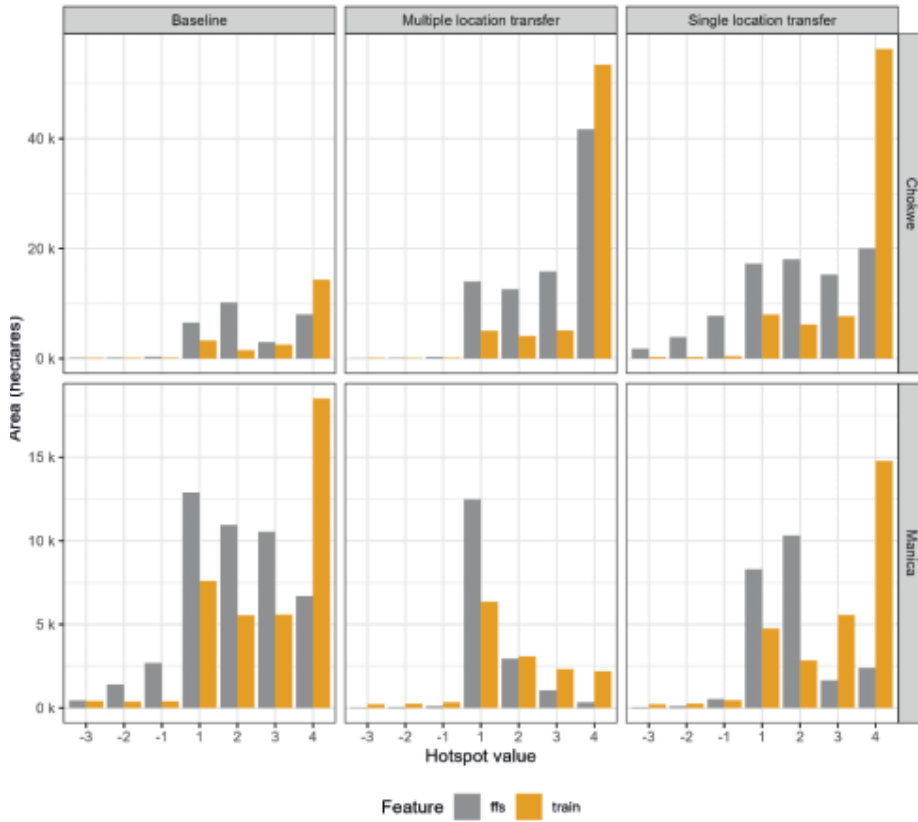 Baseline Multiple location transfer Single location transfer
40 k
20 k
0 k
Chokwe
Area (hectares)
15 k
10 k
5 k
0 k
Manica
-3 -2 -1 1 2 3 4 -3 -2 -1 1 2 3 4 -3 -2 -1 1 2 3 4
Hotspot value
Feature ffs train